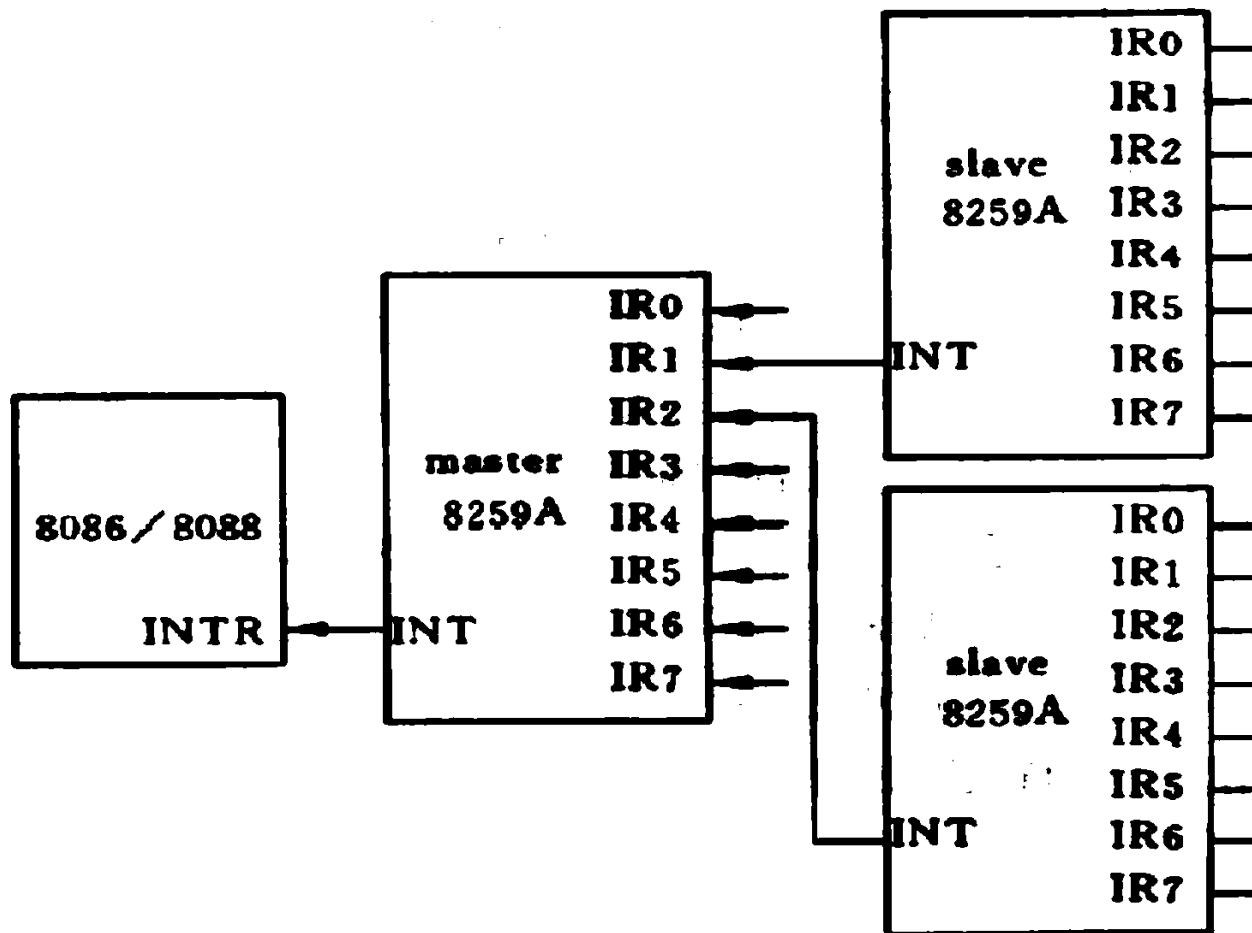 8086/8088
INTR
master
8259A
INT
IR0
IR1
IR2
IR3
IR4
IR5
IR6
IR7
slave
8259A
INT
IR0
IR1
IR2
IR3
IR4
IR5
IR6
IR7
slave
8259A
INT
IR0
IR1
IR2
IR3
IR4
IR5
IR6
IR7